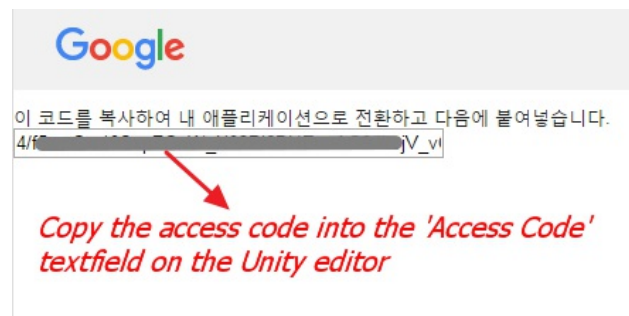 Google
이 코드를 복사하여 내 애플리케이션으로 전환하고 다음에 붙여넣습니다.
Copy the access code into the 'Access Code'
textfield on the Unity editor